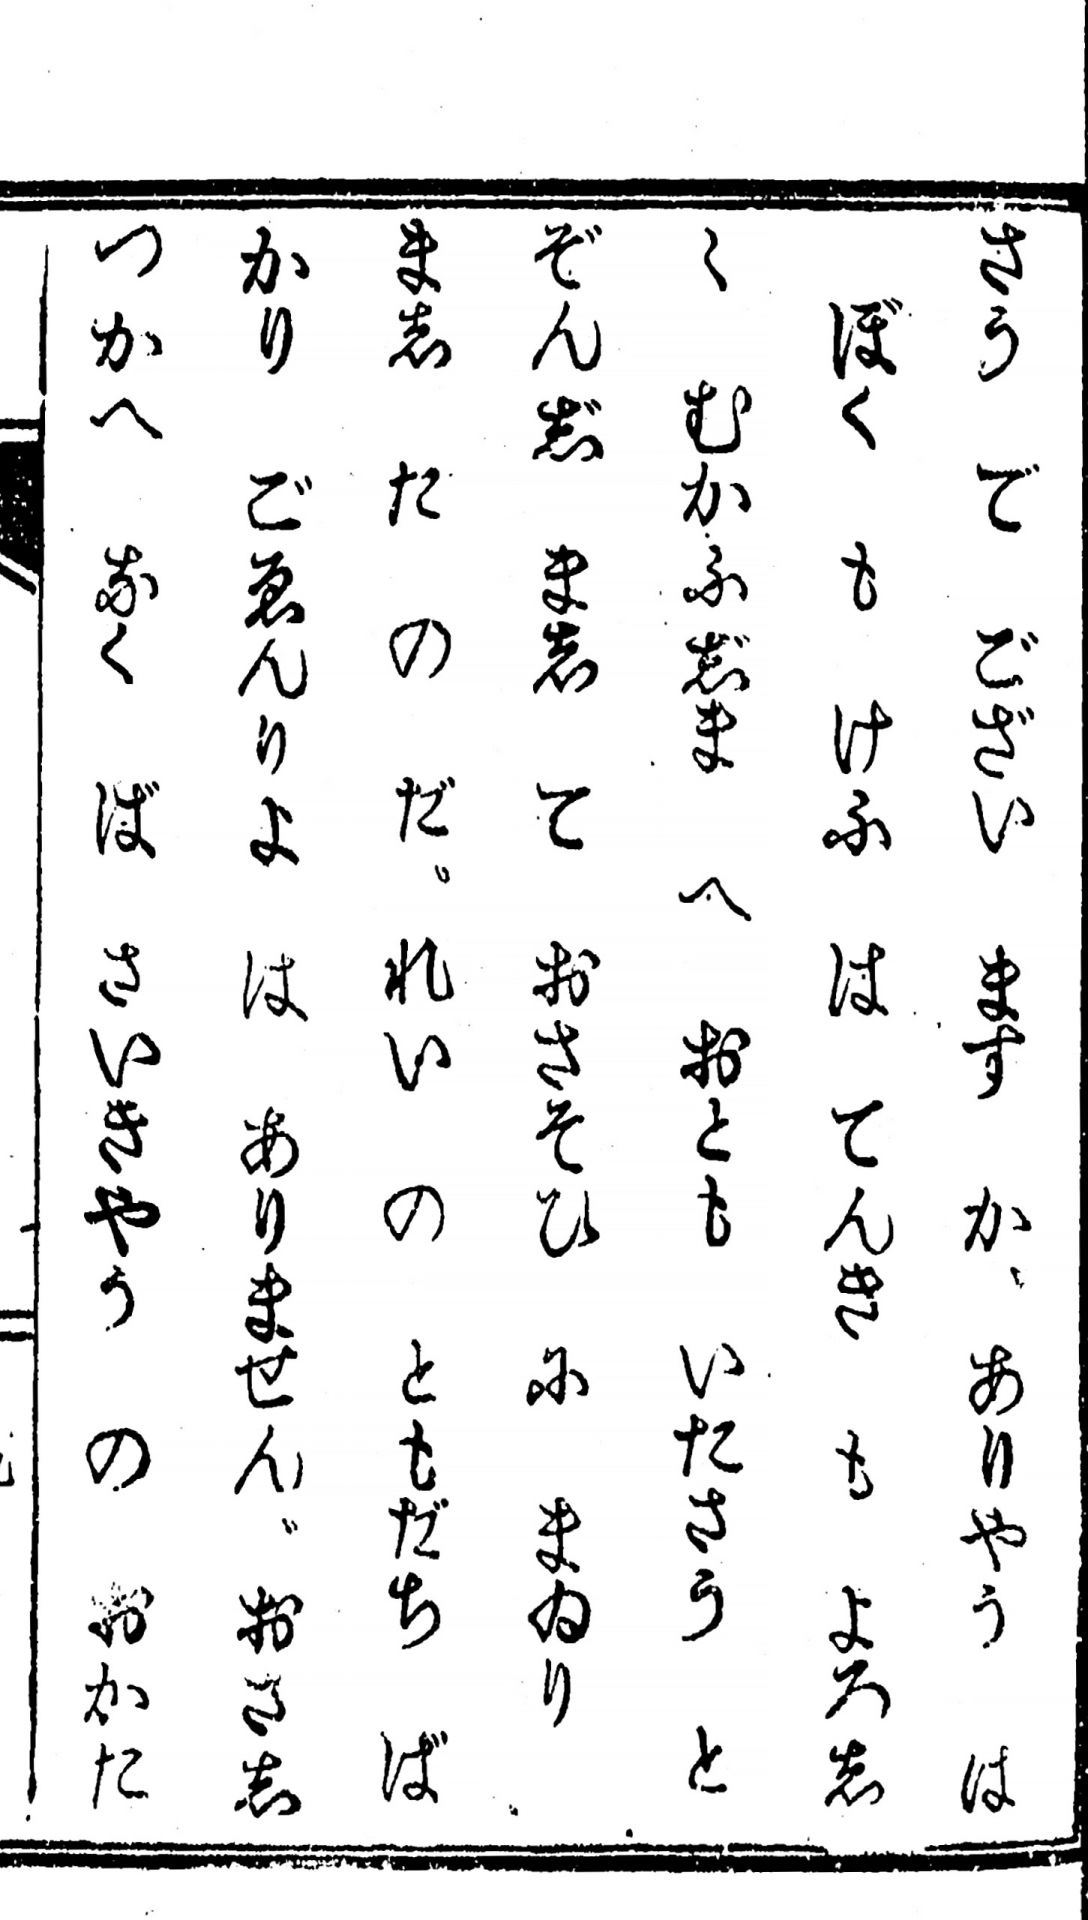 さう で ござい ます か、 ありやう は
ぼく も けふ は てんき も よろし
く むかふじま へ おとも いたさう と
ぞんじ まし て おさそひ に まゐり
まし た の だ。 れい の ともだち ば
かり ごゑんりよ は ありません。 おさし
つかへ なく ば さいきやう の おかた